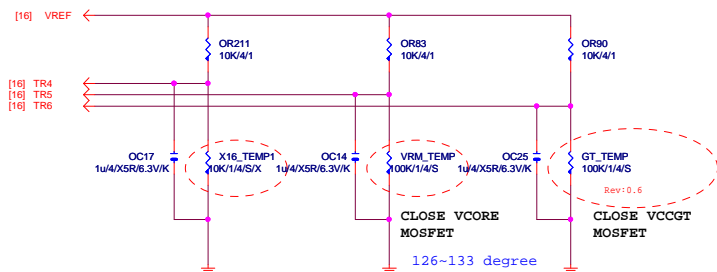 [16] VREF
OR211
10K/4/1
OR83
10K/4/1
OR90
10K/4/1
[16] TR4
[16] TR5
[16] TR6
OC17
1u/4/X5R/6.3V/K
X16_TEMP1
10K/1/4/S/X
OC14
1u/4/X5R/6.3V/K
VRM_TEMP
100K/1/4/S
OC25
1u/4/X5R/6.3V/K
GT_TEMP
100K/1/4/S
Rev:0.6
CLOSE VCORE
MOSFET
CLOSE VCCGT
MOSFET
126~133 degree